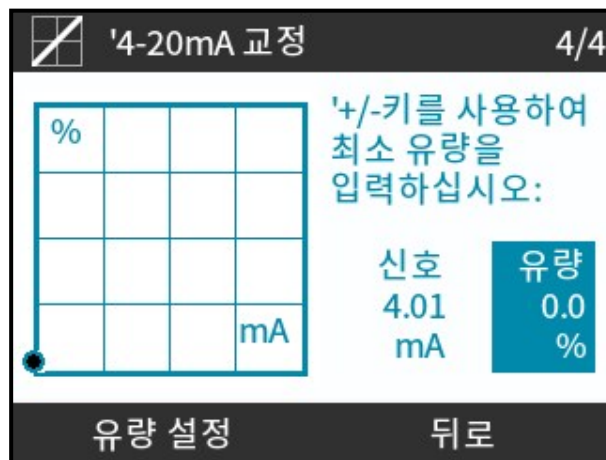 '4-20mA 교정 4/4
%
mA
'+/-키를 사용하여
최소 유량을
입력하십시오:
신호 유량
4.01 0.0
mA %
유량 설정 뒤로